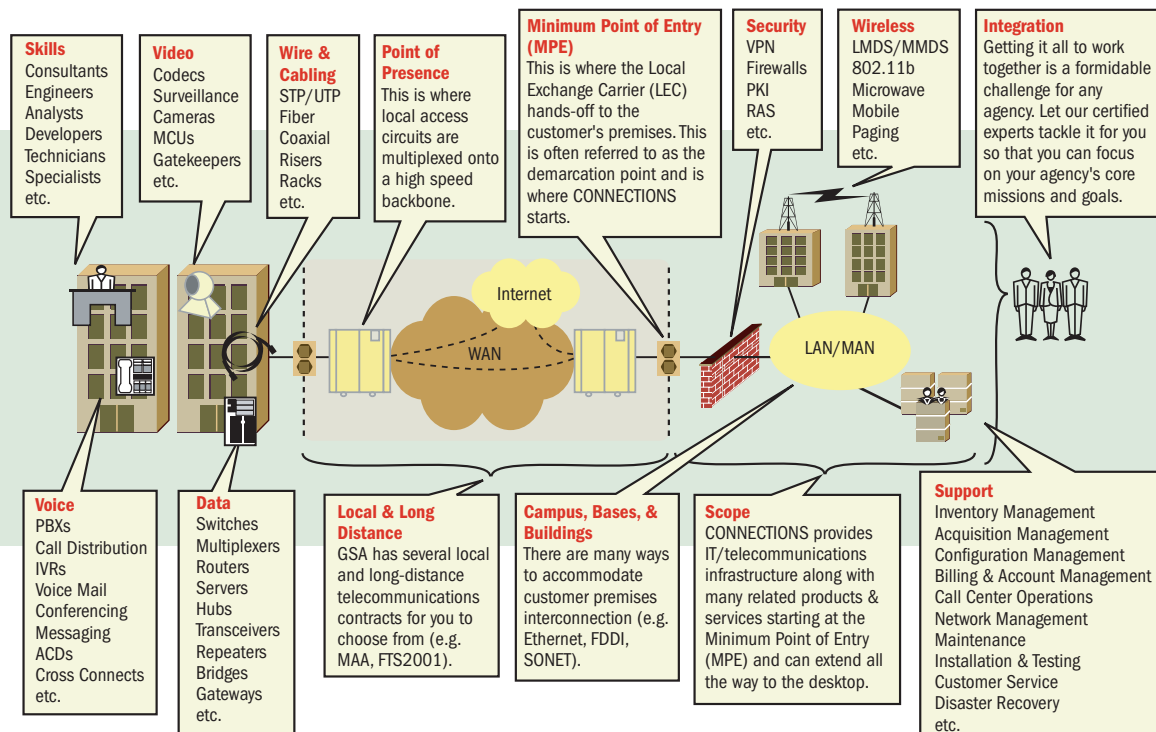 Skills
Consultants
Engineers
Analysts
Developers
Technicians
Specialists
etc.
Video
Codecs
Surveillance
Cameras
MCUs
Gatekeepers
etc.
Wire &
Cabling
STP/UTP
Fiber
Coaxial
Risers
Racks
etc.
Point of
Presence
This is where
local access
circuits are
multiplexed onto
a high speed
backbone.
Minimum Point of Entry
(MPE)
This is where the Local
Exchange Carrier (LEC)
hands-off to the
customer's premises. This
is often referred to as the
demarcation point and is
where CONNECTIONS
starts.
Security
VPN
Firewalls
PKI
RAS
etc.
Wireless
LMDS/MMDS
802.11b
Microwave
Mobile
Paging
etc.
Integration
Getting it all to work
together is a formidable
challenge for any
agency. Let our certified
experts tackle it for you
so that you can focus
on your agency's core
missions and goals.
Internet
WAN
LAN/MAN
Voice
PBXs
Call Distribution
IVRs
Voice Mail
Conferencing
Messaging
ACDs
Cross Connects
etc.
Data
Switches
Multiplexers
Routers
Servers
Hubs
Transceivers
Repeaters
Bridges
Gateways
etc.
Local & Long
Distance
GSA has several local
and long-distance
telecommunications
contracts for you to
choose from (e.g.
MAA, FTS2001).
Campus, Bases, &
Buildings
There are many ways
to accommodate
customer premises
interconnection (e.g.
Ethernet, FDDI,
SONET).
Scope
CONNECTIONS provides
IT/telecommunications
infrastructure along with
many related products &
services starting at the
Minimum Point of Entry
(MPE) and can extend all
the way to the desktop.
Support
Inventory Management
Acquisition Management
Configuration Management
Billing & Account Management
Call Center Operations
Network Management
Maintenance
Installation & Testing
Customer Service
Disaster Recovery
etc.